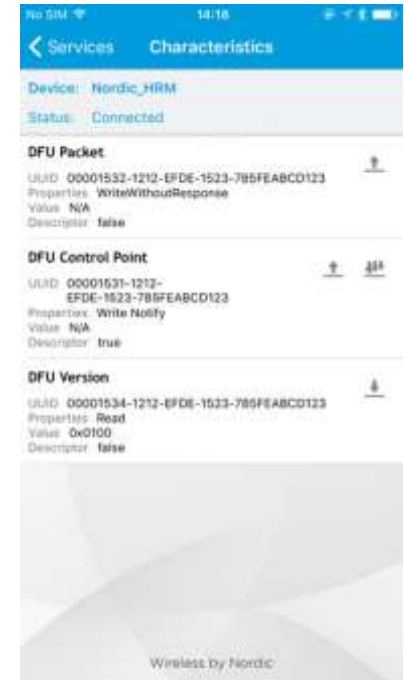 No SIM 14:18
Services Characteristics
Device: Nordic_HRM
Status: Connected
DFU Packet
UUID 00001532-1212-EFDE-1523-785FEABCD123
Properties WriteWithoutResponse
Value N/A
Descriptor false
DFU Control Point
UUID 00001531-1212-
EFDE-1523-785FEABCD123
Properties Write Notify
Value N/A
Descriptor true
DFU Version
UUID 00001534-1212-EFDE-1523-785FEABCD123
Properties Read
Value 0x0100
Descriptor false
Wireless by Nordic